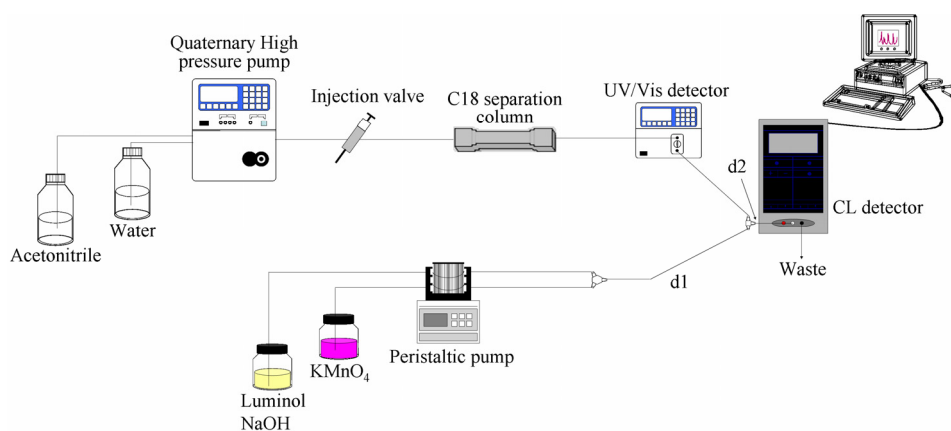 Quaternary High
pressure pump
Injection valve
C18 separation
column
UV/Vis detector
d2
CL detector
Acetonitrile
Water
Waste
d1
Peristaltic pump
KMnO₄
Luminol
NaOH